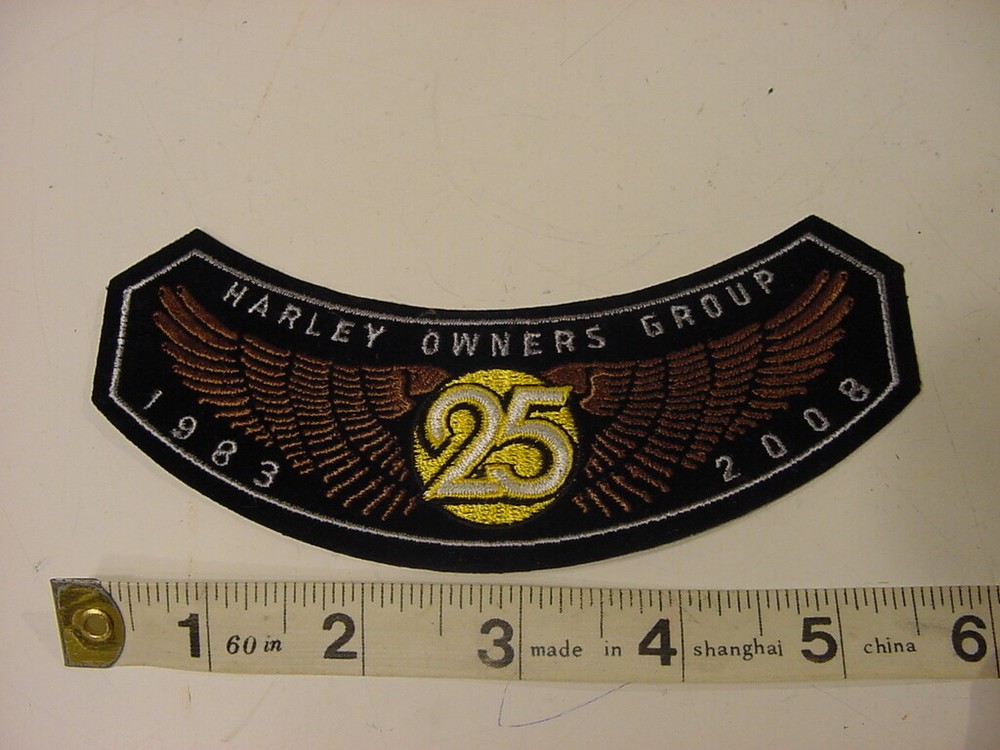 HARLEY OWNERS GROUP
25
1983 2008
1 60 in 2 3 made in 4 shanghai 5 china 6